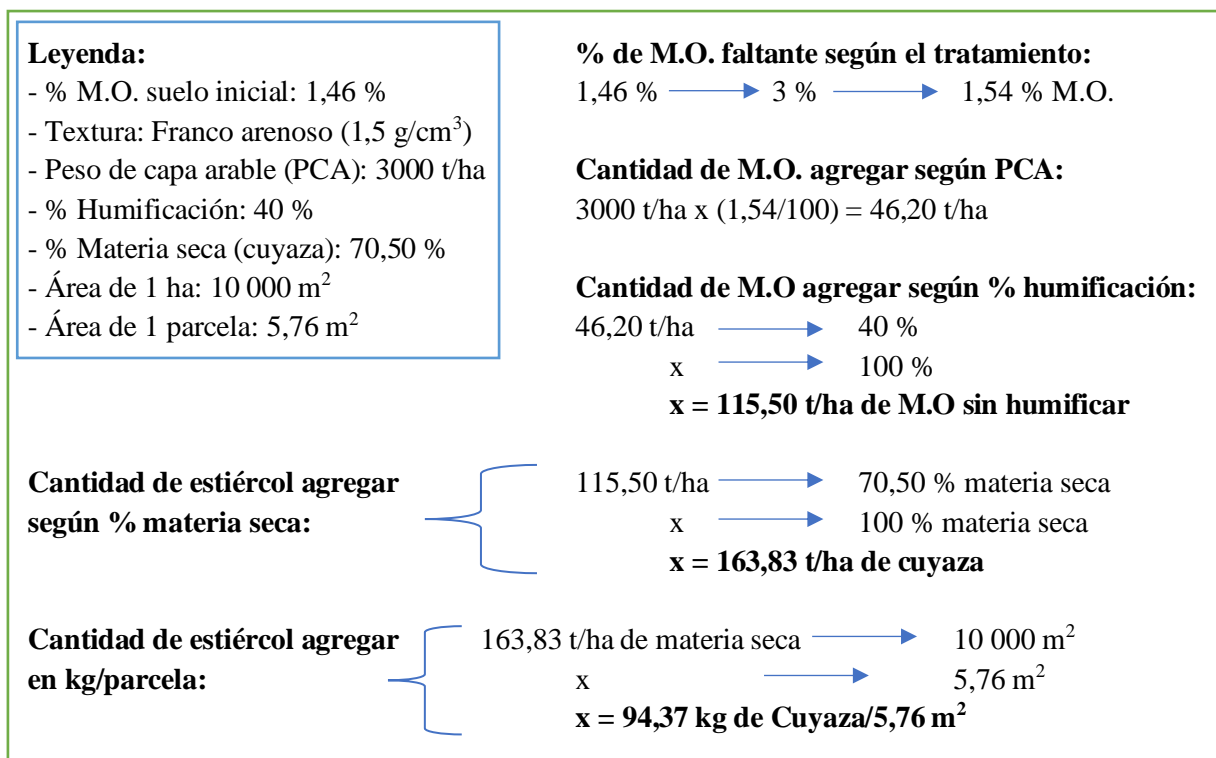 Leyenda:
- % M.O. suelo inicial: 1,46 %
- Textura: Franco arenoso (1,5 g/cm³)
- Peso de capa arable (PCA): 3000 t/ha
- % Humificación: 40 %
- % Materia seca (cuyaza): 70,50 %
- Área de 1 ha: 10 000 m²
- Área de 1 parcela: 5,76 m²
% de M.O. faltante según el tratamiento:
1,46 % 3 % 1,54 % M.O.
Cantidad de M.O. agregar según PCA:
3000 t/ha x (1,54/100) = 46,20 t/ha
Cantidad de M.O agregar según % humificación:
46,20 t/ha 40 %
x 100 %
x = 115,50 t/ha de M.O sin humificar
Cantidad de estiércol agregar
según % materia seca:
115,50 t/ha 70,50 % materia seca
x 100 % materia seca
x = 163,83 t/ha de cuyaza
Cantidad de estiércol agregar
en kg/parcela:
163,83 t/ha de materia seca 10 000 m²
x 5,76 m²
x = 94,37 kg de Cuyaza/5,76 m²